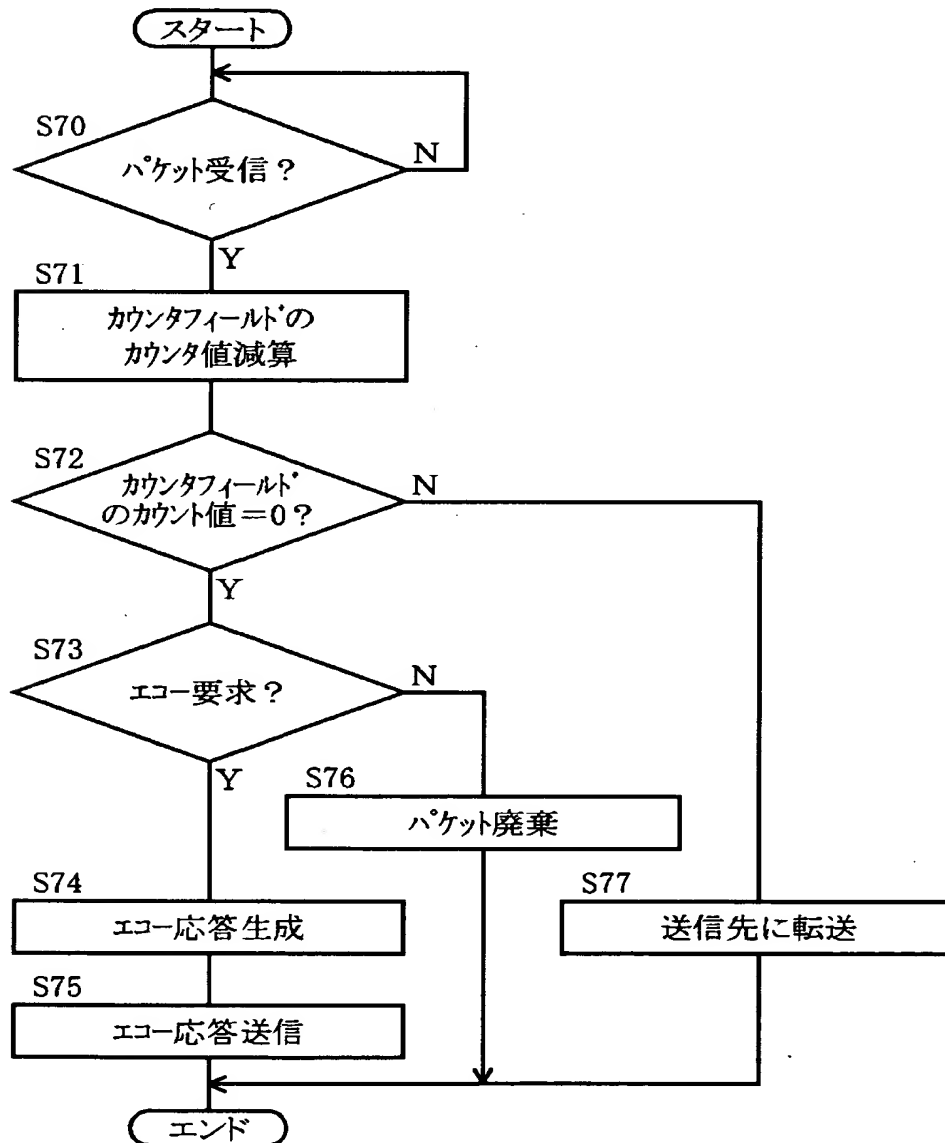 スタート
S70
パケット受信?
N
Y
S71
カウンタフィールドの
カウンタ値減算
S72
カウンタフィールド
のカウント値=0?
N
Y
S73
エコー要求?
N
Y
S76
パケット廃棄
S74
エコー応答生成
S77
送信先に転送
S75
エコー応答送信
エンド